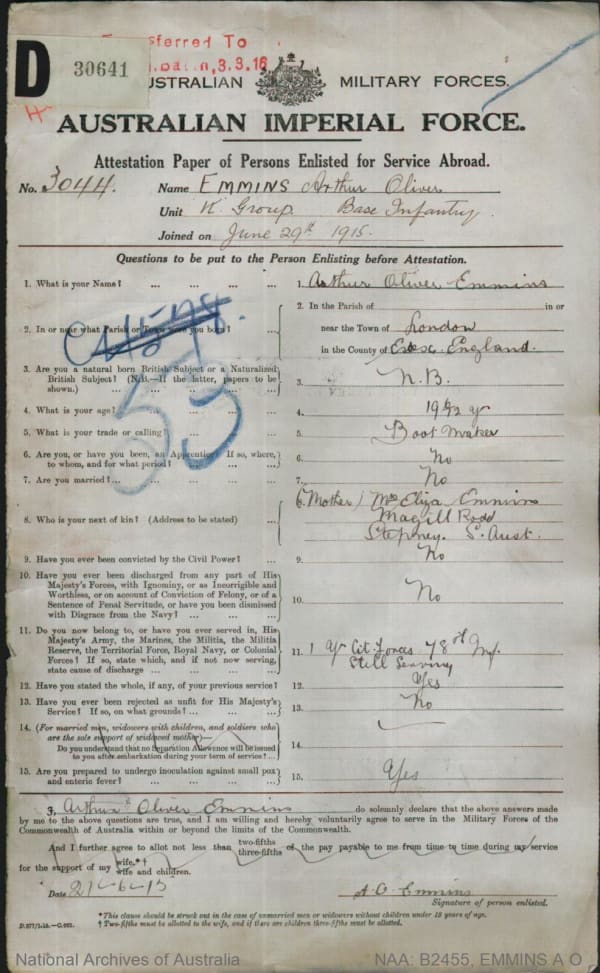 Transferred To
3.3.16
D 30641
AUSTRALIAN MILITARY FORCES.
AUSTRALIAN IMPERIAL FORCE.
Attestation Paper of Persons Enlisted for Service Abroad.
No. 3044. Name EMMINS Arthur Oliver
Unit K Group. Base Infantry.
Joined on June 29th 1915.
Questions to be put to the Person Enlisting before Attestation.
1. What is your Name? ... ... ... ... 1. Arthur Oliver Emmins
2. In or near what Parish or Town were you born? ... 2. In the Parish of in or
near the Town of London
in the County of Essex. England.
3. Are you a natural born British Subject or a Naturalized
British Subject? (N.B.—If the latter, papers to be
shown.) ... ... ... ... 3. N.B.
4. What is your age? ... ... ... 4. 19 6/12 yr
5. What is your trade or calling? ... ... 5. Boot Maker
6. Are you, or have you been, an Apprentice? If so, where,
to whom, and for what period? ... ... 6. No
7. Are you married? ... ... ... 7. No
8. Who is your next of kin? (Address to be stated) ... 8. (Mother) Mrs Eliza Emmins
Magill Road
Stepney. S. Aust.
9. Have you ever been convicted by the Civil Power? ... 9. No
10. Have you ever been discharged from any part of His
Majesty's Forces, with Ignominy, or as Incorrigible and
Worthless, or on account of Conviction of Felony, or of a
Sentence of Penal Servitude, or have you been dismissed
with Disgrace from the Navy? ... ... ... 10. No
11. Do you now belong to, or have you ever served in, His
Majesty's Army, the Marines, the Militia, the Militia
Reserve, the Territorial Force, Royal Navy, or Colonial
Forces? If so, state which, and if not now serving,
state cause of discharge ... ... ... 11. 1 Yr Cit. Forces 78th Inf.
Still Serving
12. Have you stated the whole, if any, of your previous service? 12. Yes
13. Have you ever been rejected as unfit for His Majesty's
Service? If so, on what grounds? ... ... ... 13. No
14. (For married men, widowers with children, and soldiers who
are the sole support of widowed mother)—
Do you understand that no Separation Allowance will be issued
to you after embarkation during your term of service? ... 14.
15. Are you prepared to undergo inoculation against small pox
and enteric fever? ... ... ... 15. Yes
I, Arthur Oliver Emmins do solemnly declare that the above answers made
by me to the above questions are true, and I am willing and hereby voluntarily agree to serve in the Military Forces of the
Commonwealth of Australia within or beyond the limits of the Commonwealth.
And I further agree to allot not less than two-fifths three-fifths of the pay payable to me from time to time during my service
for the support of my wife.*† wife and children.
Date 21-6-15 A. O. Emmins
Signature of person enlisted.
*This clause should be struck out in the case of unmarried men or widowers without children under 18 years of age.
† Two-fifths must be allotted to the wife, and if there are children three-fifths must be allotted.
53
National Archives of Australia NAA: B2455, EMMINS A O